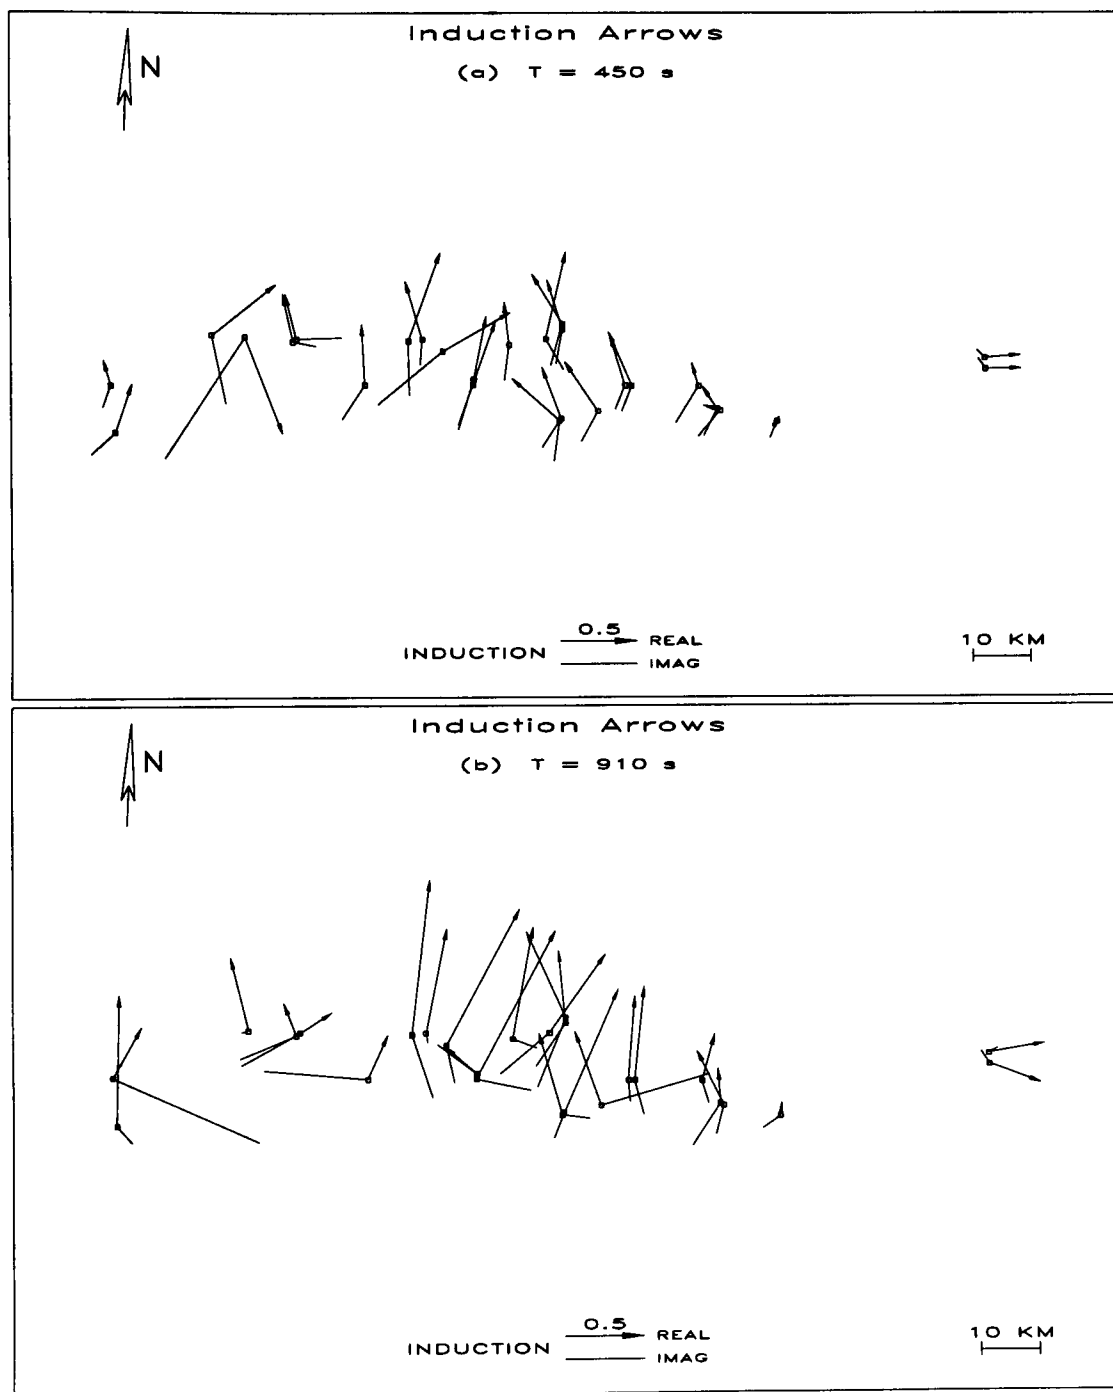 Induction Arrows
(a) T = 450 s
N
0.5
INDUCTION REAL
IMAG
10 KM
Induction Arrows
(b) T = 910 s
N
0.5
INDUCTION REAL
IMAG
10 KM